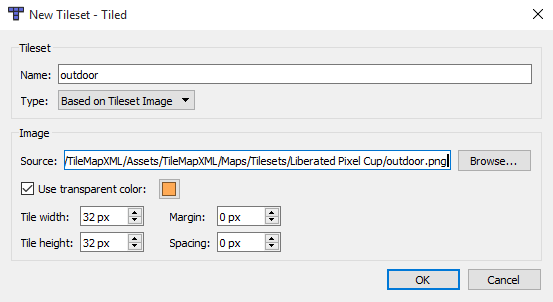 New Tileset - Tiled
Tileset
Name: outdoor
Type: Based on Tileset Image
Image
Source: /TileMapXML/Assets/TileMapXML/Maps/Tilesets/Liberated Pixel Cup/outdoor.png Browse...
Use transparent color:
Tile width: 32 px Margin: 0 px
Tile height: 32 px Spacing: 0 px
OK Cancel